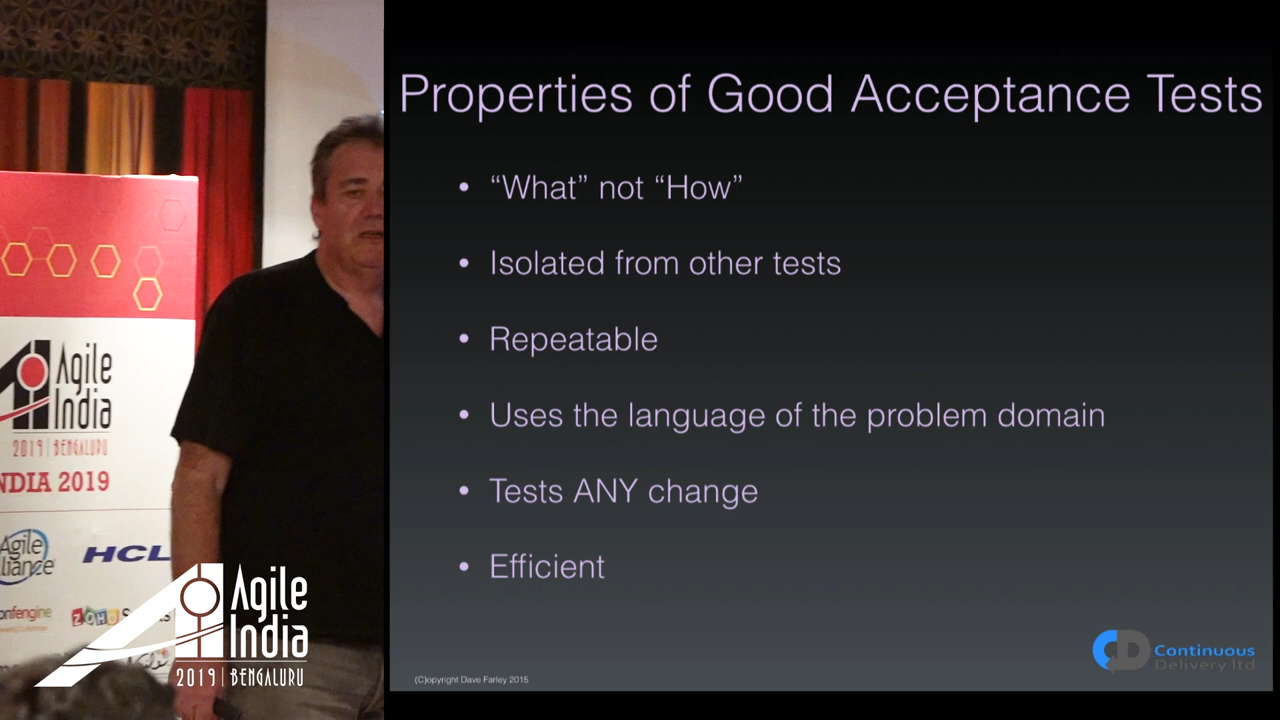 Properties of Good Acceptance Tests
• “What” not “How”
• Isolated from other tests
• Repeatable
• Uses the language of the problem domain
• Tests ANY change
• Efficient
(C)opyright Dave Farley 2015
CD Continuous
Delivery ltd
Agile
India
2019 | BENGALURU
NDIA 2019
Agile
HCL
onfengine
ZOHO
Agile
India
2019 | BENGALURU